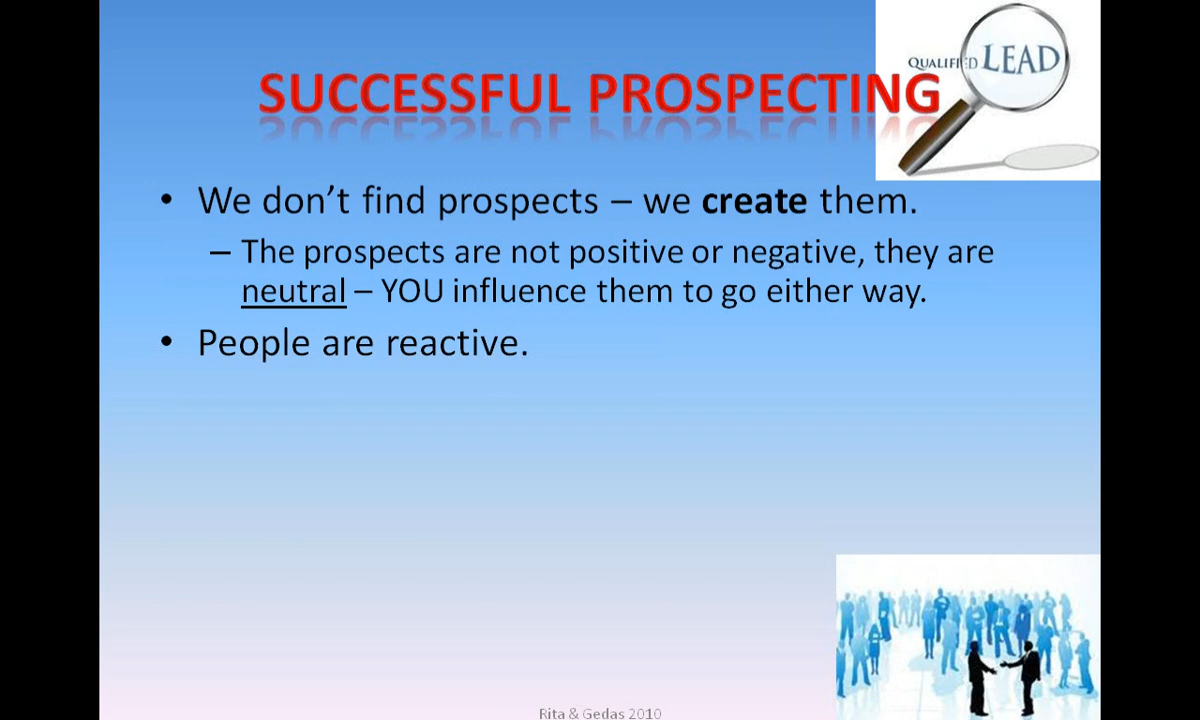 QUALIFIED LEAD
SUCCESSFUL PROSPECTING
• We don’t find prospects – we create them.
– The prospects are not positive or negative, they are
neutral – YOU influence them to go either way.
• People are reactive.
Rita & Gedas 2010